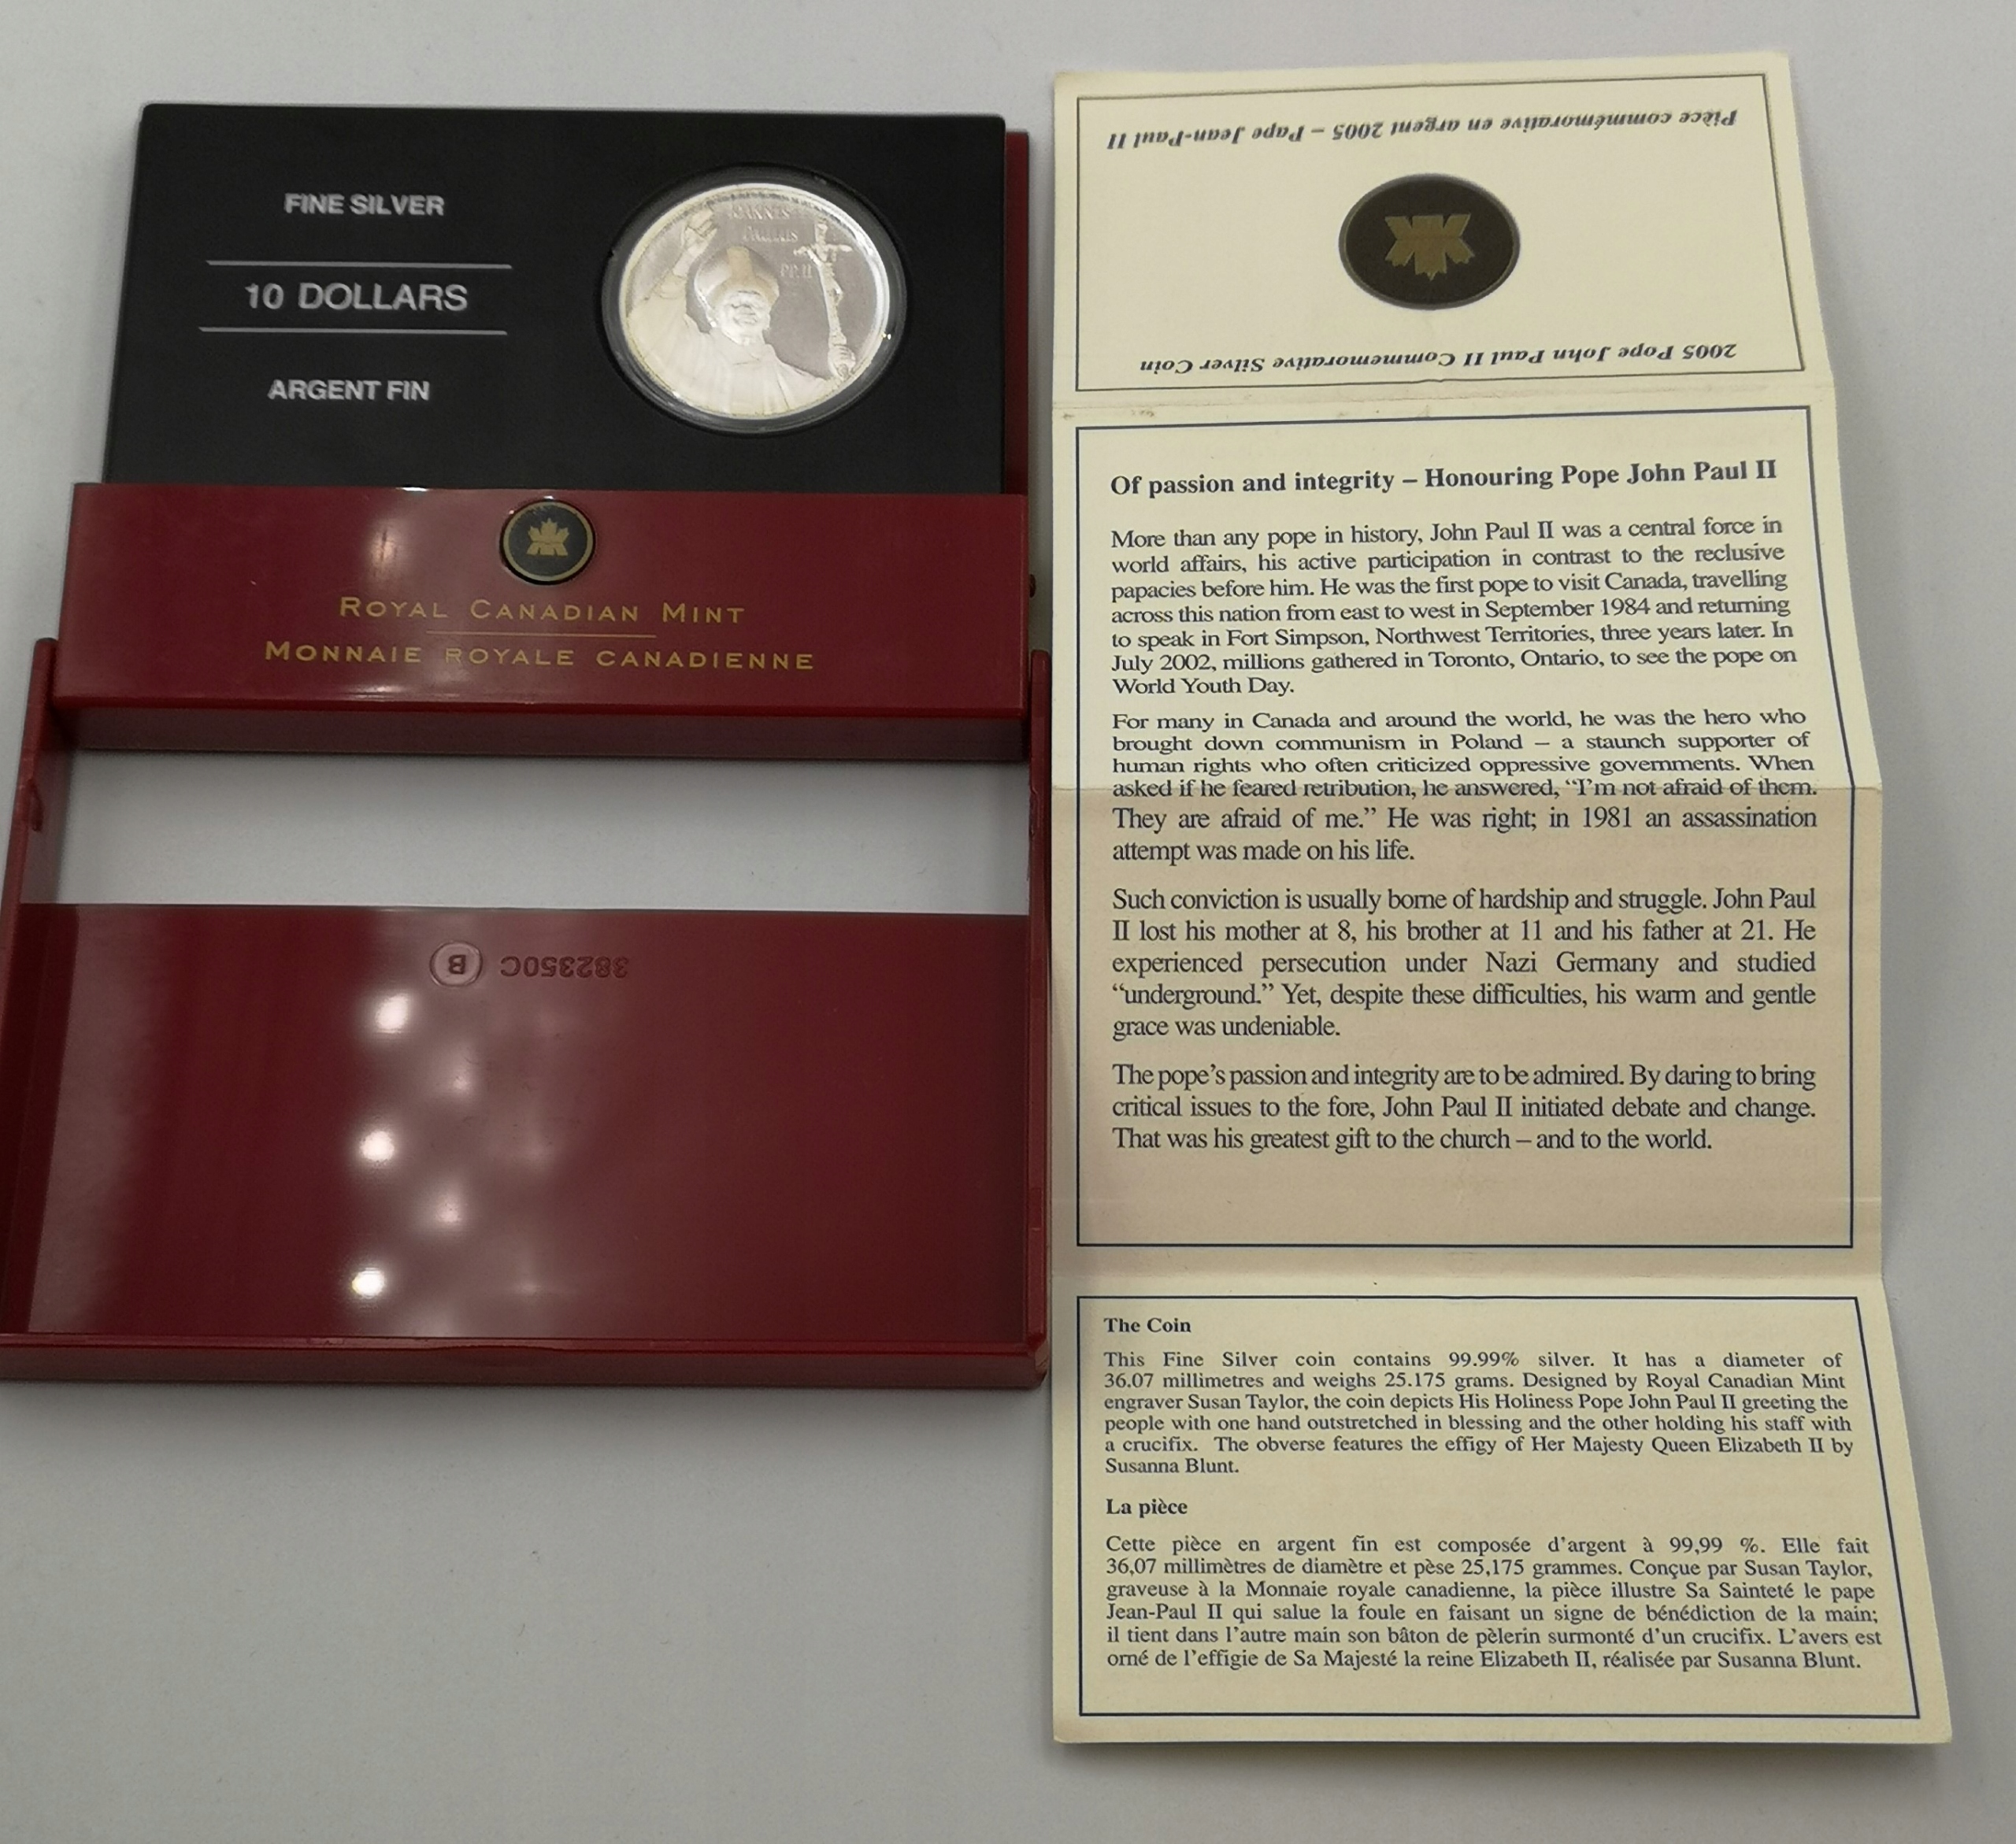 FINE SILVER
10 DOLLARS
ARGENT FIN
IOANNES
PAULUS
PP. II
ROYAL CANADIAN MINT
MONNAIE ROYALE CANADIENNE
382350C B
Pièce commémorative en argent 2005 – Pape Jean-Paul II
2005 Pope John Paul II Commemorative Silver Coin
Of passion and integrity – Honouring Pope John Paul II
More than any pope in history, John Paul II was a central force in
world affairs, his active participation in contrast to the reclusive
papacies before him. He was the first pope to visit Canada, travelling
across this nation from east to west in September 1984 and returning
to speak in Fort Simpson, Northwest Territories, three years later. In
July 2002, millions gathered in Toronto, Ontario, to see the pope on
World Youth Day.
For many in Canada and around the world, he was the hero who
brought down communism in Poland – a staunch supporter of
human rights who often criticized oppressive governments. When
asked if he feared retribution, he answered, “I’m not afraid of them.
They are afraid of me.” He was right; in 1981 an assassination
attempt was made on his life.
Such conviction is usually borne of hardship and struggle. John Paul
II lost his mother at 8, his brother at 11 and his father at 21. He
experienced persecution under Nazi Germany and studied
“underground.” Yet, despite these difficulties, his warm and gentle
grace was undeniable.
The pope’s passion and integrity are to be admired. By daring to bring
critical issues to the fore, John Paul II initiated debate and change.
That was his greatest gift to the church – and to the world.
The Coin
This Fine Silver coin contains 99.99% silver. It has a diameter of
36.07 millimetres and weighs 25.175 grams. Designed by Royal Canadian Mint
engraver Susan Taylor, the coin depicts His Holiness Pope John Paul II greeting the
people with one hand outstretched in blessing and the other holding his staff with
a crucifix. The obverse features the effigy of Her Majesty Queen Elizabeth II by
Susanna Blunt.
La pièce
Cette pièce en argent fin est composée d’argent à 99,99 %. Elle fait
36,07 millimètres de diamètre et pèse 25,175 grammes. Conçue par Susan Taylor,
graveuse à la Monnaie royale canadienne, la pièce illustre Sa Sainteté le pape
Jean-Paul II qui salue la foule en faisant un signe de bénédiction de la main;
il tient dans l’autre main son bâton de pèlerin surmonté d’un crucifix. L’avers est
orné de l’effigie de Sa Majesté la reine Elizabeth II, réalisée par Susanna Blunt.